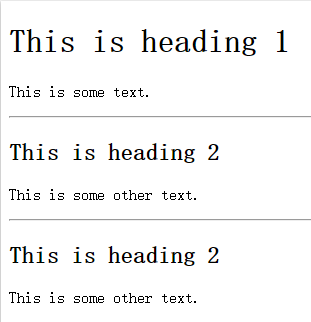 This is heading 1
This is some text.
This is heading 2
This is some other text.
This is heading 2
This is some other text.